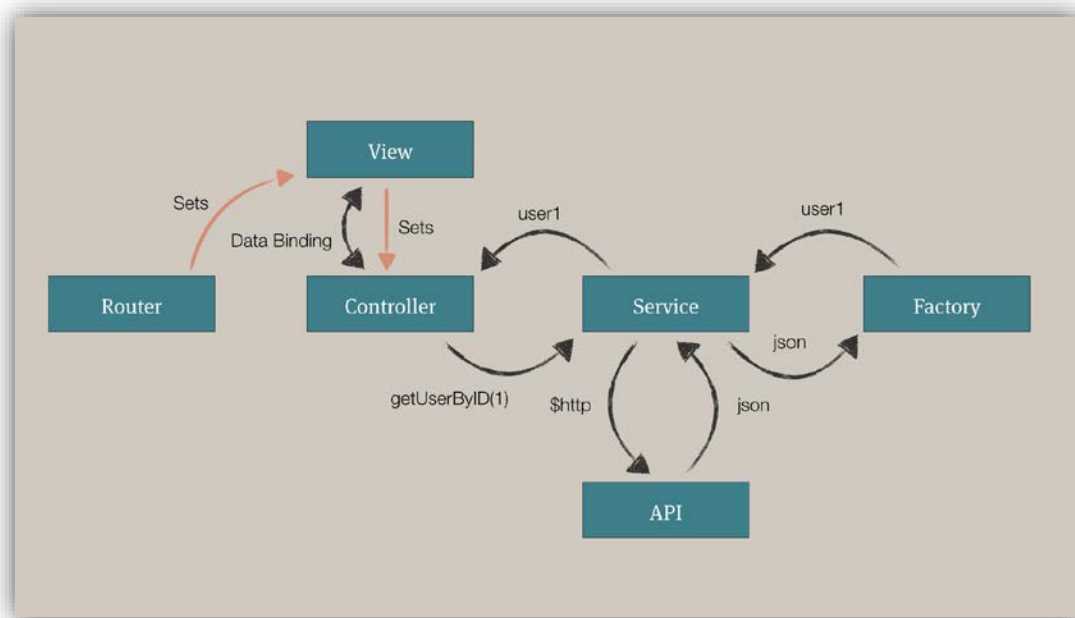 View
Sets
Sets
user1
user1
Data Binding
Router
Controller
Service
Factory
json
getUserByID(1)
$http
json
API